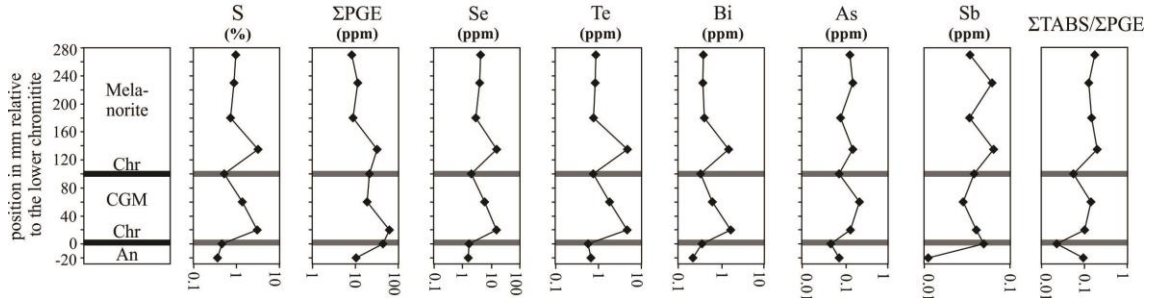 S ΣPGE Se Te Bi As Sb ΣTABS/ΣPGE
(%) (ppm) (ppm) (ppm) (ppm) (ppm) (ppm)
position in mm relative
to the lower chromitite
280
240
200
160
120
80
40
0
-20
Mela-
norite
Chr
CGM
Chr
An
0.1 1 10
1 10 100
0.1 1 10 100
0.1 1 10
0.1 1 10
0.01 0.1 1
0.01 0.1
0.01 0.1 1